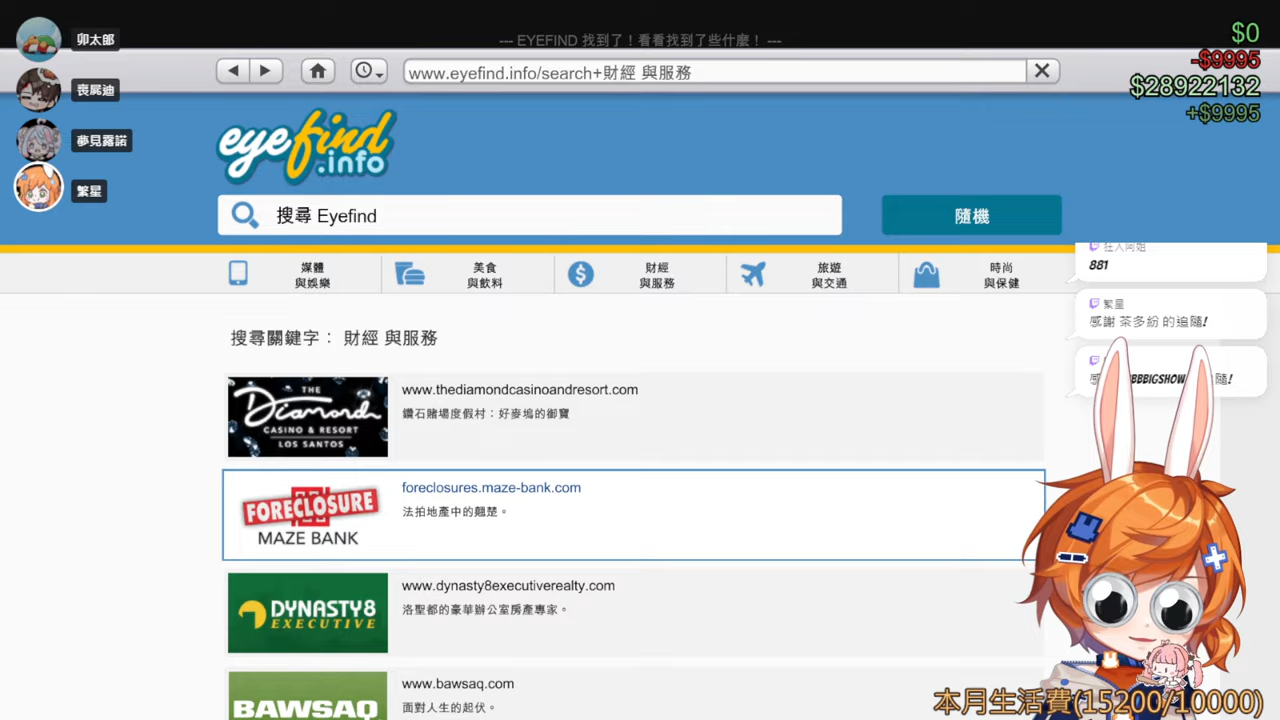 卯太郎
喪屍迪
夢見露諾
繁星
--- EYEFIND 找到了！看看找到了些什麼！ ---
www.eyefind.info/search+財經 與服務
$0
-$9995
$28922132
+$9995
eyefind
.info
搜尋 Eyefind
隨機
媒體
與娛樂
美食
與飲料
財經
與服務
旅遊
與交通
時尚
與保健
搜尋關鍵字： 財經 與服務
THE
Diamond
CASINO & RESORT
LOS SANTOS
www.thediamondcasinoandresort.com
鑽石賭場度假村：好麥塢的御寶
FORECLOSURE
MAZE BANK
foreclosures.maze-bank.com
法拍地產中的翹楚。
DYNASTY8
EXECUTIVE
www.dynasty8executiverealty.com
洛聖都的豪華辦公室房產專家。
BAWSAQ
www.bawsaq.com
面對人生的起伏。
狂人阿姐
881
繁星
感謝 茶多紛 的追隨!
BBBIGSHOW
隨!
本月生活費(15200/10000)